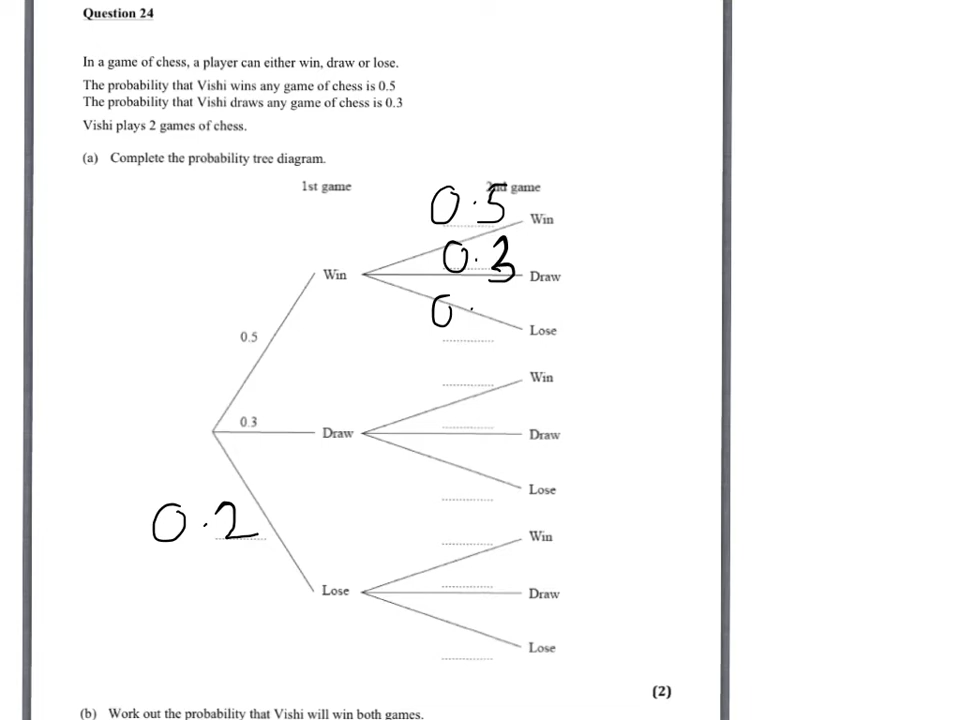 Question 24
In a game of chess, a player can either win, draw or lose.
The probability that Vishi wins any game of chess is 0.5
The probability that Vishi draws any game of chess is 0.3
Vishi plays 2 games of chess.
(a) Complete the probability tree diagram.
1st game 2nd game
0.5 Win
0.3
Win Draw
0.
Lose
0.5
Win
0.3
Draw Draw
Lose
0.2
Win
Lose Draw
Lose
(2)
(b) Work out the probability that Vishi will win both games.